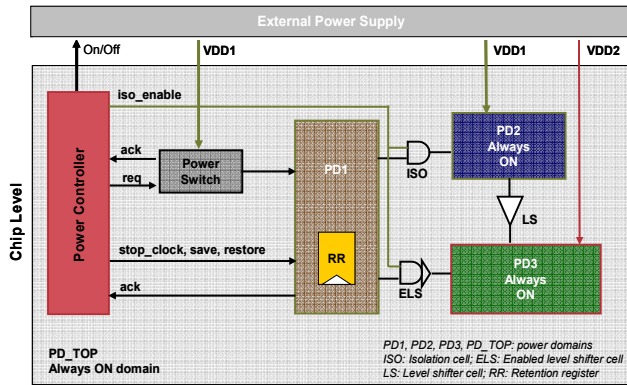 External Power Supply
On/Off
VDD1
VDD1
VDD2
iso_enable
Chip Level
Power Controller
ack
req
Power
Switch
PD1
ISO
PD2
Always
ON
LS
stop_clock, save, restore
RR
ack
ELS
PD3
Always
ON
PD_TOP
Always ON domain
PD1, PD2, PD3, PD_TOP: power domains
ISO: Isolation cell; ELS: Enabled level shifter cell
LS: Level shifter cell; RR: Retention register